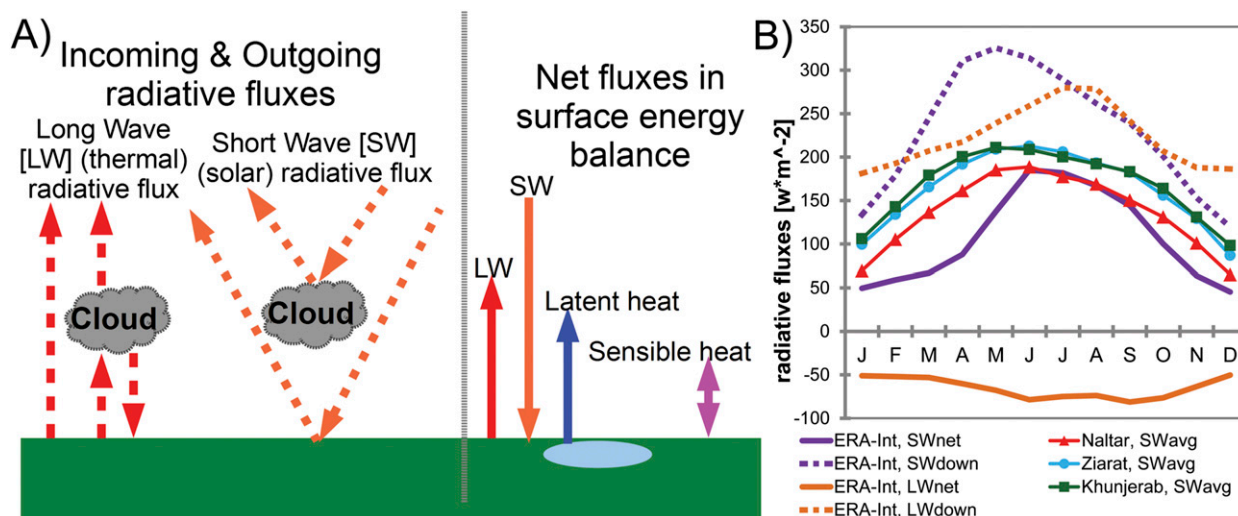 A)
Incoming & Outgoing
radiative fluxes
Long Wave
[LW] (thermal)
radiative flux
Short Wave [SW]
(solar) radiative flux
Cloud
Cloud
Net fluxes in
surface energy
balance
SW
LW
Latent heat
Sensible heat
B)
radiative fluxes [w*m^-2]
350
300
250
200
150
100
50
0
-50
-100
J F M A M J J A S O N D
ERA-Int, SWnet
ERA-Int, SWdown
ERA-Int, LWnet
ERA-Int, LWdown
Naltar, SWavg
Ziarat, SWavg
Khunjerab, SWavg